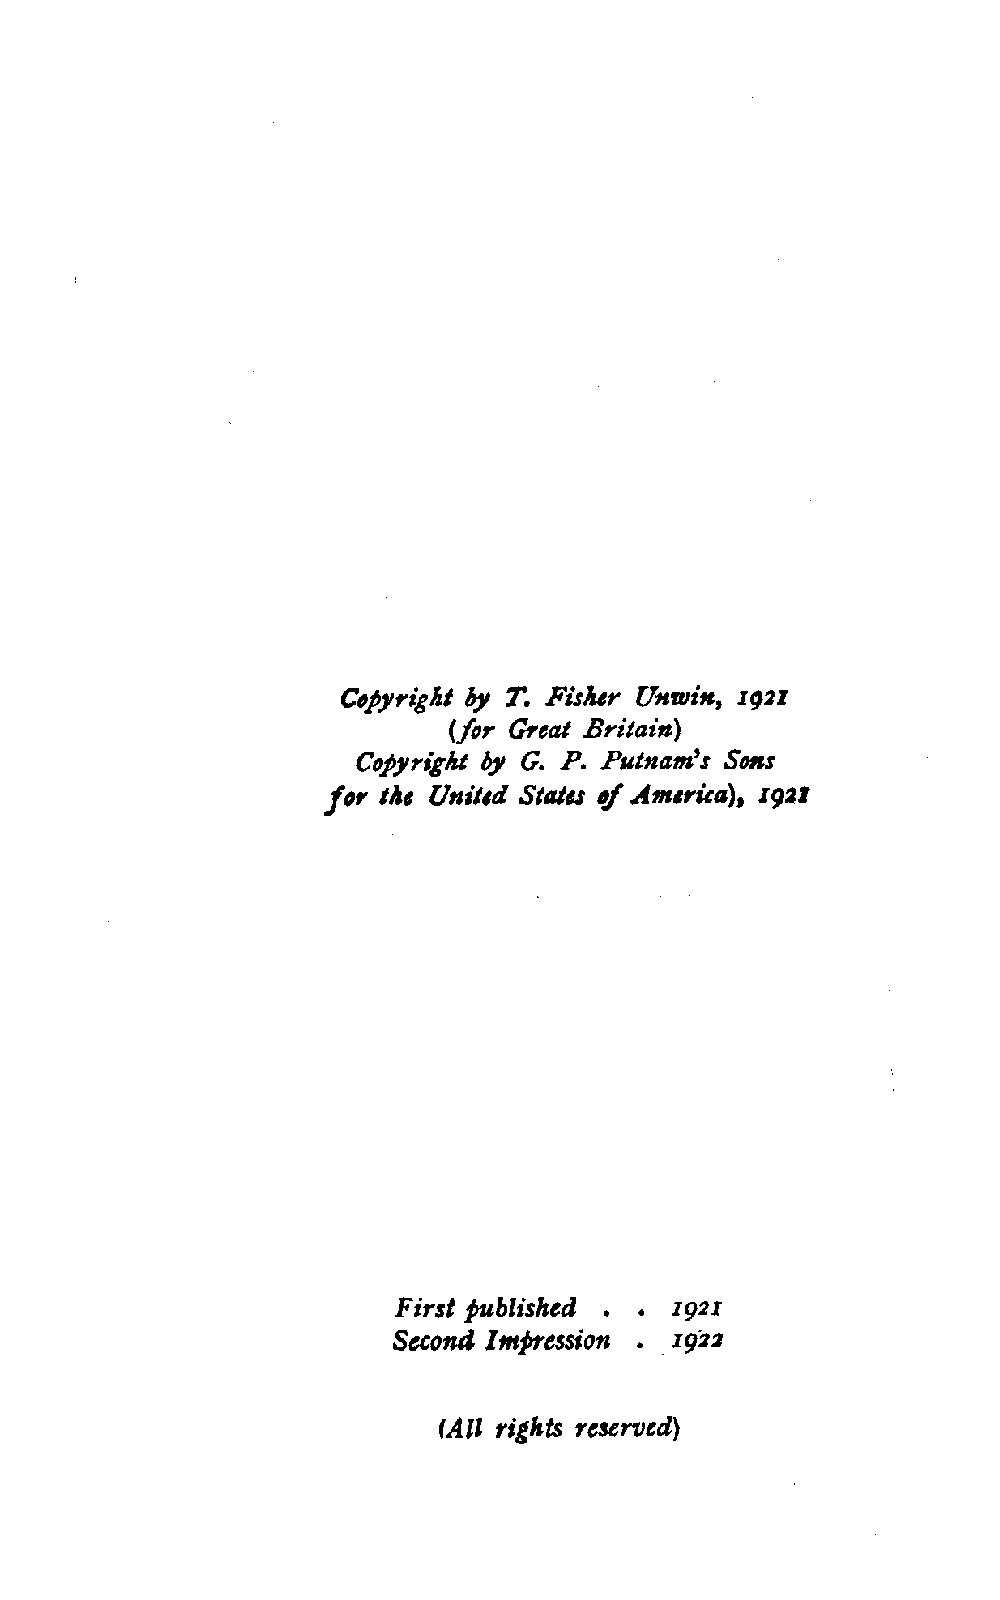 Copyright by T. Fisher Unwin, 1921
(for Great Britain)
Copyright by G. P. Putnam's Sons
for the United States of America), 1921
First published . . 1921
Second Impression . 1922
(All rights reserved)